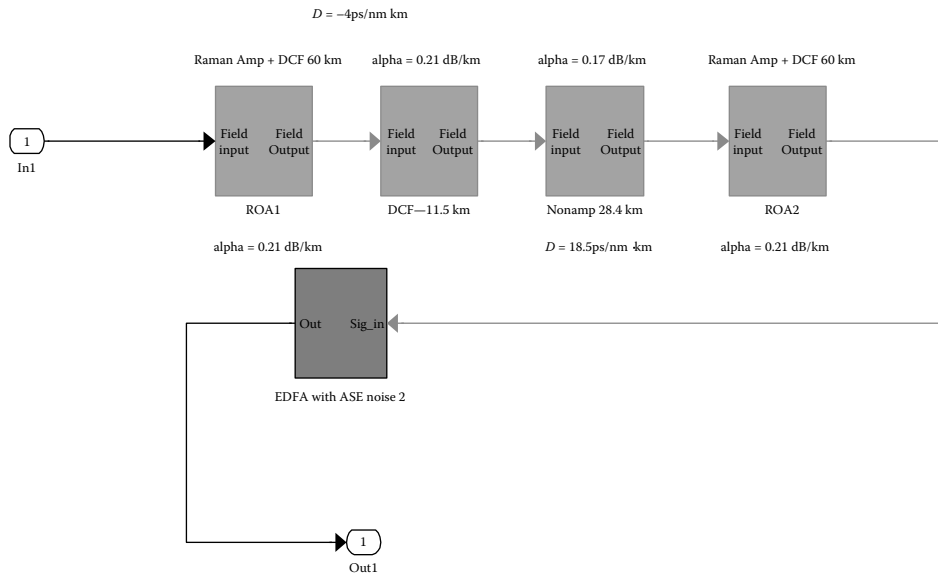 D = –4ps/nm km
Raman Amp + DCF 60 km
alpha = 0.21 dB/km
alpha = 0.17 dB/km
Raman Amp + DCF 60 km
1
In1
Field input
Field Output
Field input
Field Output
Field input
Field Output
Field input
Field Output
ROA1
DCF—11.5 km
Nonamp 28.4 km
ROA2
alpha = 0.21 dB/km
D = 18.5ps/nm·km
alpha = 0.21 dB/km
Out
Sig_in
EDFA with ASE noise 2
1
Out1